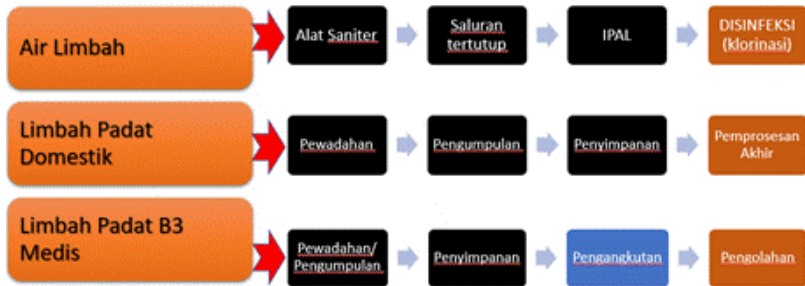 Air Limbah
Alat Saniter
Saluran
tertutup
IPAL
DISINFEKSI
(klorinasi)
Limbah Padat
Domestik
Pewadahan
Pengumpulan
Penyimpanan
Pemprosesan
Akhir
Limbah Padat B3
Medis
Pewadahan/
Pengumpulan
Penyimpanan
Pengangkutan
Pengolahan